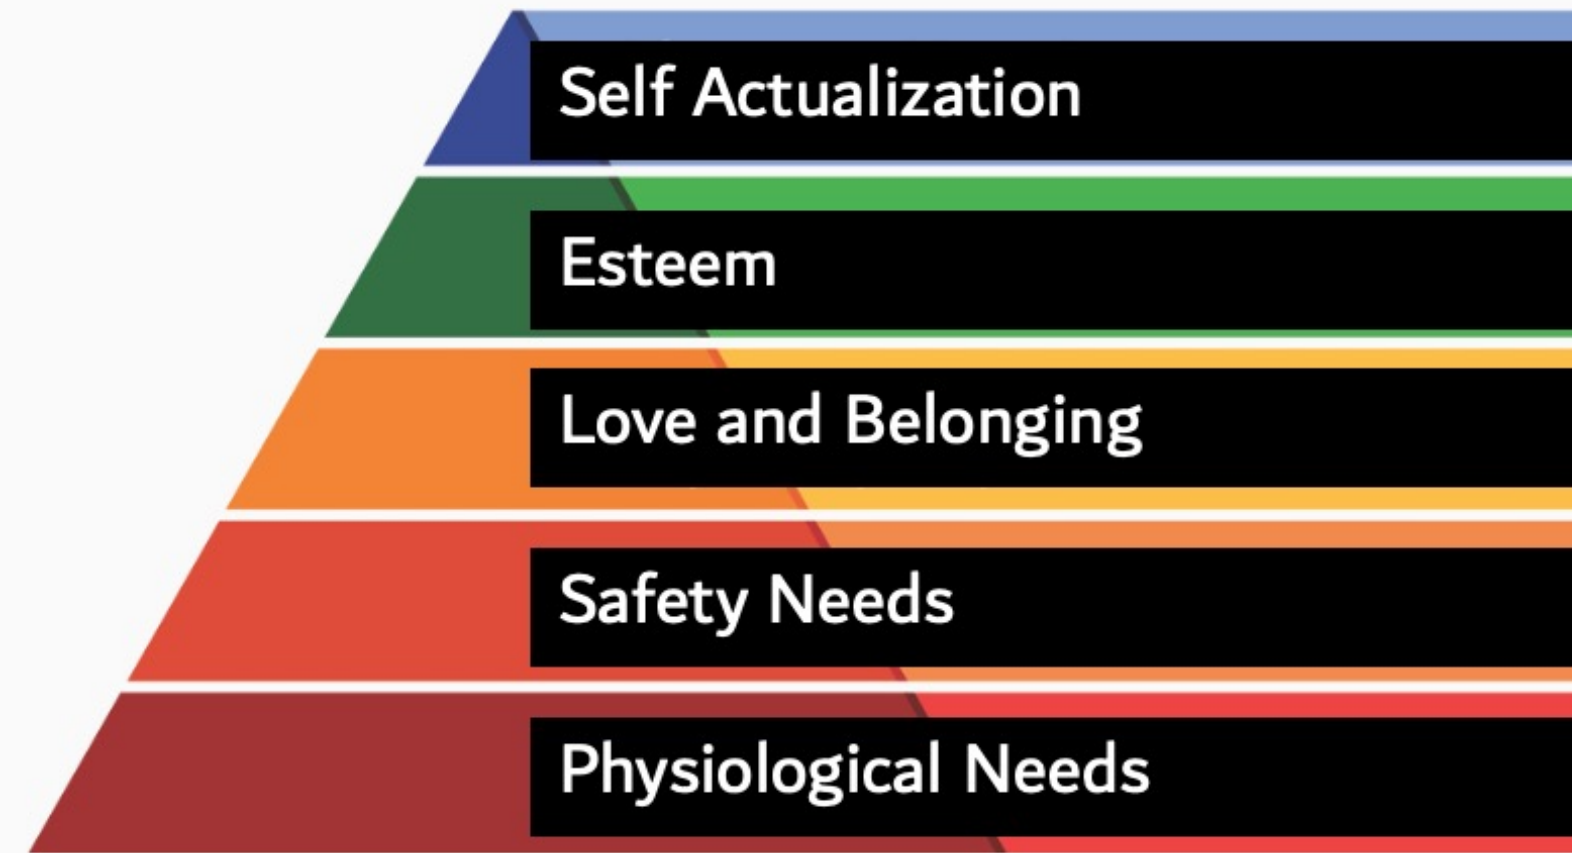 Self Actualization
Esteem
Love and Belonging
Safety Needs
Physiological Needs